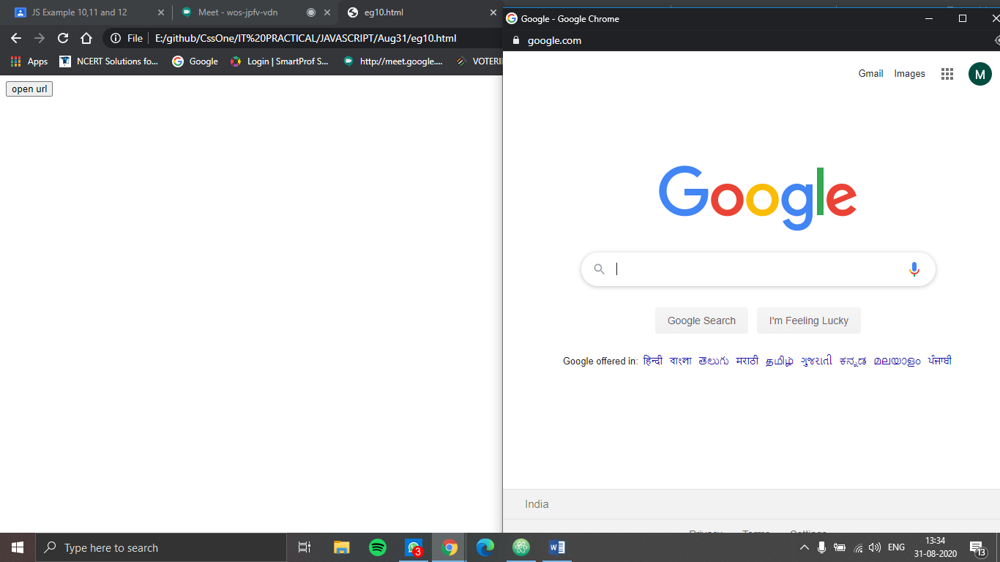 JS Example 10,11 and 12
Meet - wos-jpfv-vdn
eg10.html
File
E:/github/CssOne/IT%20PRACTICAL/JAVASCRIPT/Aug31/eg10.html
Apps
NCERT Solutions fo...
Google
Login | SmartProf S...
http://meet.google....
VOTERI
open url
Google - Google Chrome
google.com
Gmail Images
M
Google
Google Search
I'm Feeling Lucky
Google offered in: हिन्दी বাংলা తెలుగు मराठी தமிழ் ગુજરાતી ಕನ್ನಡ മലയാളം ਪੰਜਾਬੀ
India
Privacy Terms Settings
Type here to search
3
W
ENG
13:34
31-08-2020
13